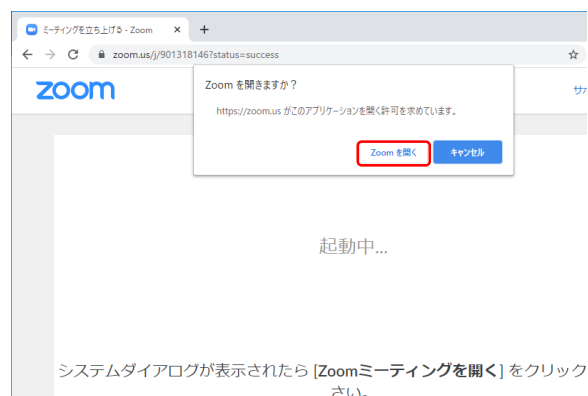 ミーティングを立ち上げる - Zoom
zoom.us/j/901318146?status=success
zoom
サポ
Zoom を開きますか？
https://zoom.us がこのアプリケーションを開く許可を求めています。
Zoom を開く キャンセル
起動中...
システムダイアログが表示されたら [Zoomミーティングを開く] をクリック
さい。